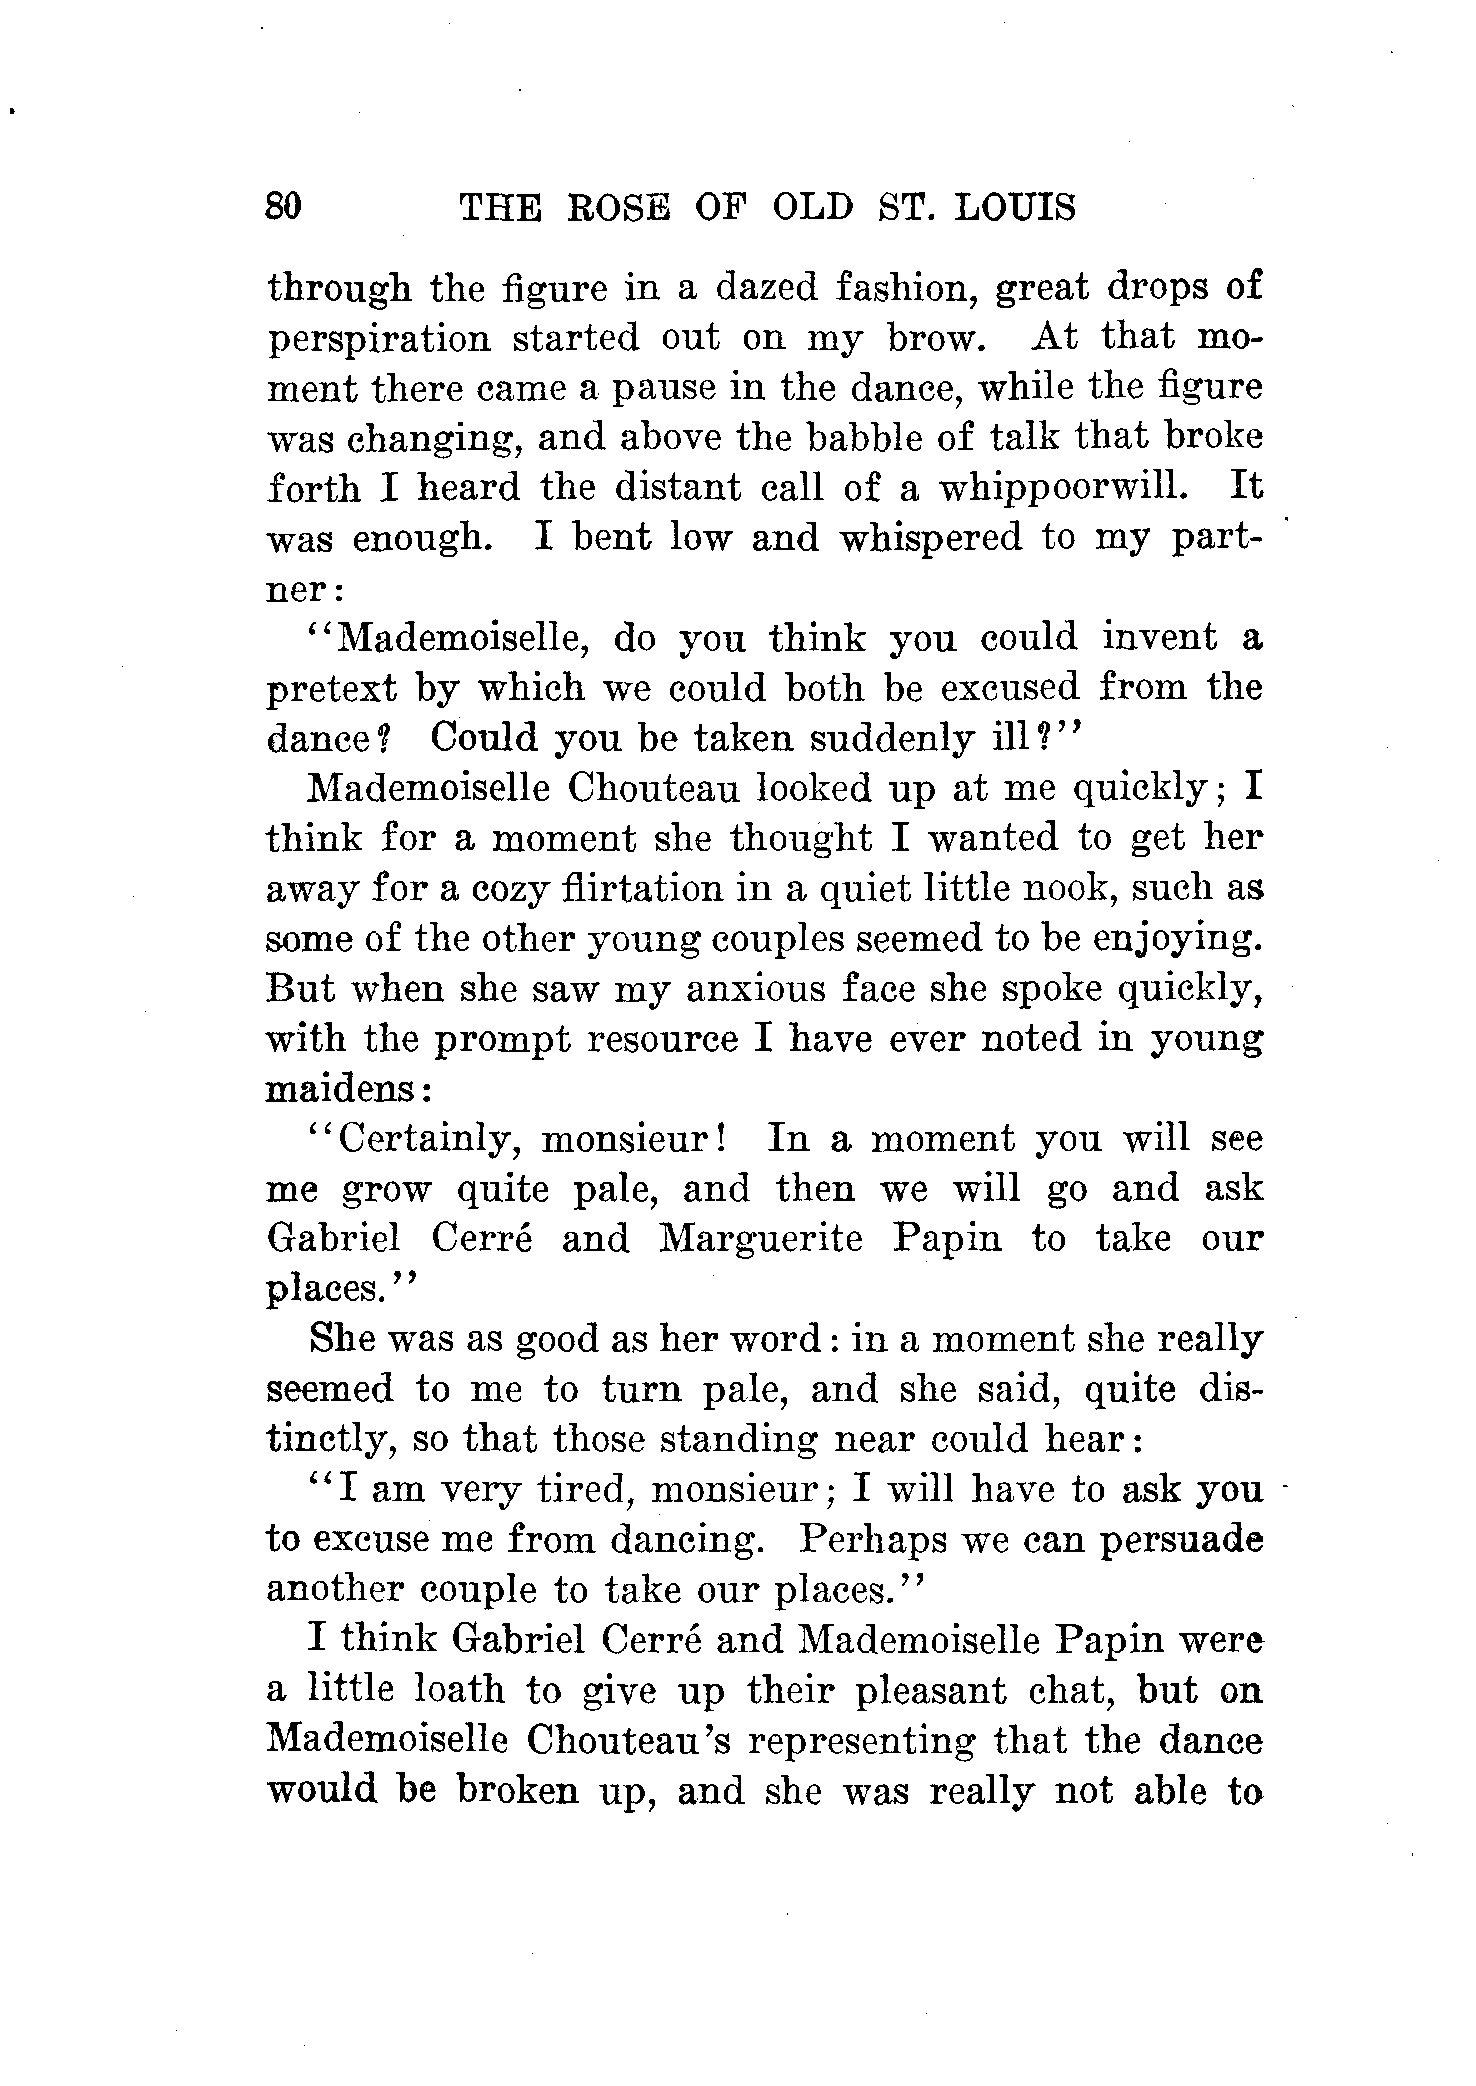 80 THE ROSE OF OLD ST. LOUIS
through the figure in a dazed fashion, great drops of
perspiration started out on my brow. At that mo-
ment there came a pause in the dance, while the figure
was changing, and above the babble of talk that broke
forth I heard the distant call of a whippoorwill. It
was enough. I bent low and whispered to my part-
ner:
"Mademoiselle, do you think you could invent a
pretext by which we could both be excused from the
dance? Could you be taken suddenly ill?"
Mademoiselle Chouteau looked up at me quickly; I
think for a moment she thought I wanted to get her
away for a cozy flirtation in a quiet little nook, such as
some of the other young couples seemed to be enjoying.
But when she saw my anxious face she spoke quickly,
with the prompt resource I have ever noted in young
maidens:
"Certainly, monsieur! In a moment you will see
me grow quite pale, and then we will go and ask
Gabriel Cerré and Marguerite Papin to take our
places."
She was as good as her word: in a moment she really
seemed to me to turn pale, and she said, quite dis-
tinctly, so that those standing near could hear:
"I am very tired, monsieur; I will have to ask you
to excuse me from dancing. Perhaps we can persuade
another couple to take our places."
I think Gabriel Cerré and Mademoiselle Papin were
a little loath to give up their pleasant chat, but on
Mademoiselle Chouteau's representing that the dance
would be broken up, and she was really not able to